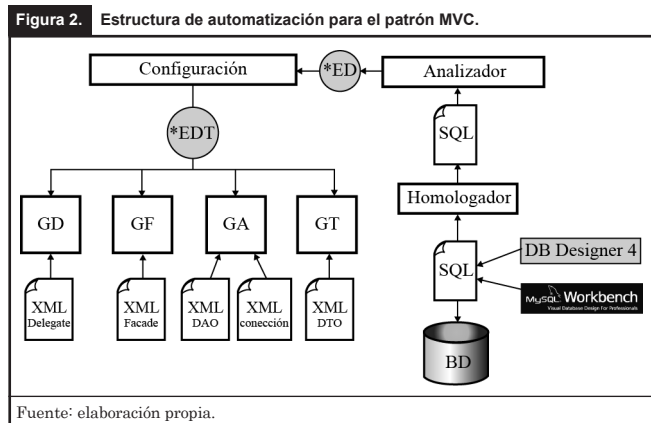 Figura 2. Estructura de automatización para el patrón MVC.
Configuración
*ED
Analizador
*EDT
SQL
GD
GF
GA
GT
Homologador
XML
Delegate
XML
Facade
XML
DAO
XML
conección
XML
DTO
SQL
DB Designer 4
MySQL Workbench
Visual Database Design For Professionals
BD
Fuente: elaboración propia.